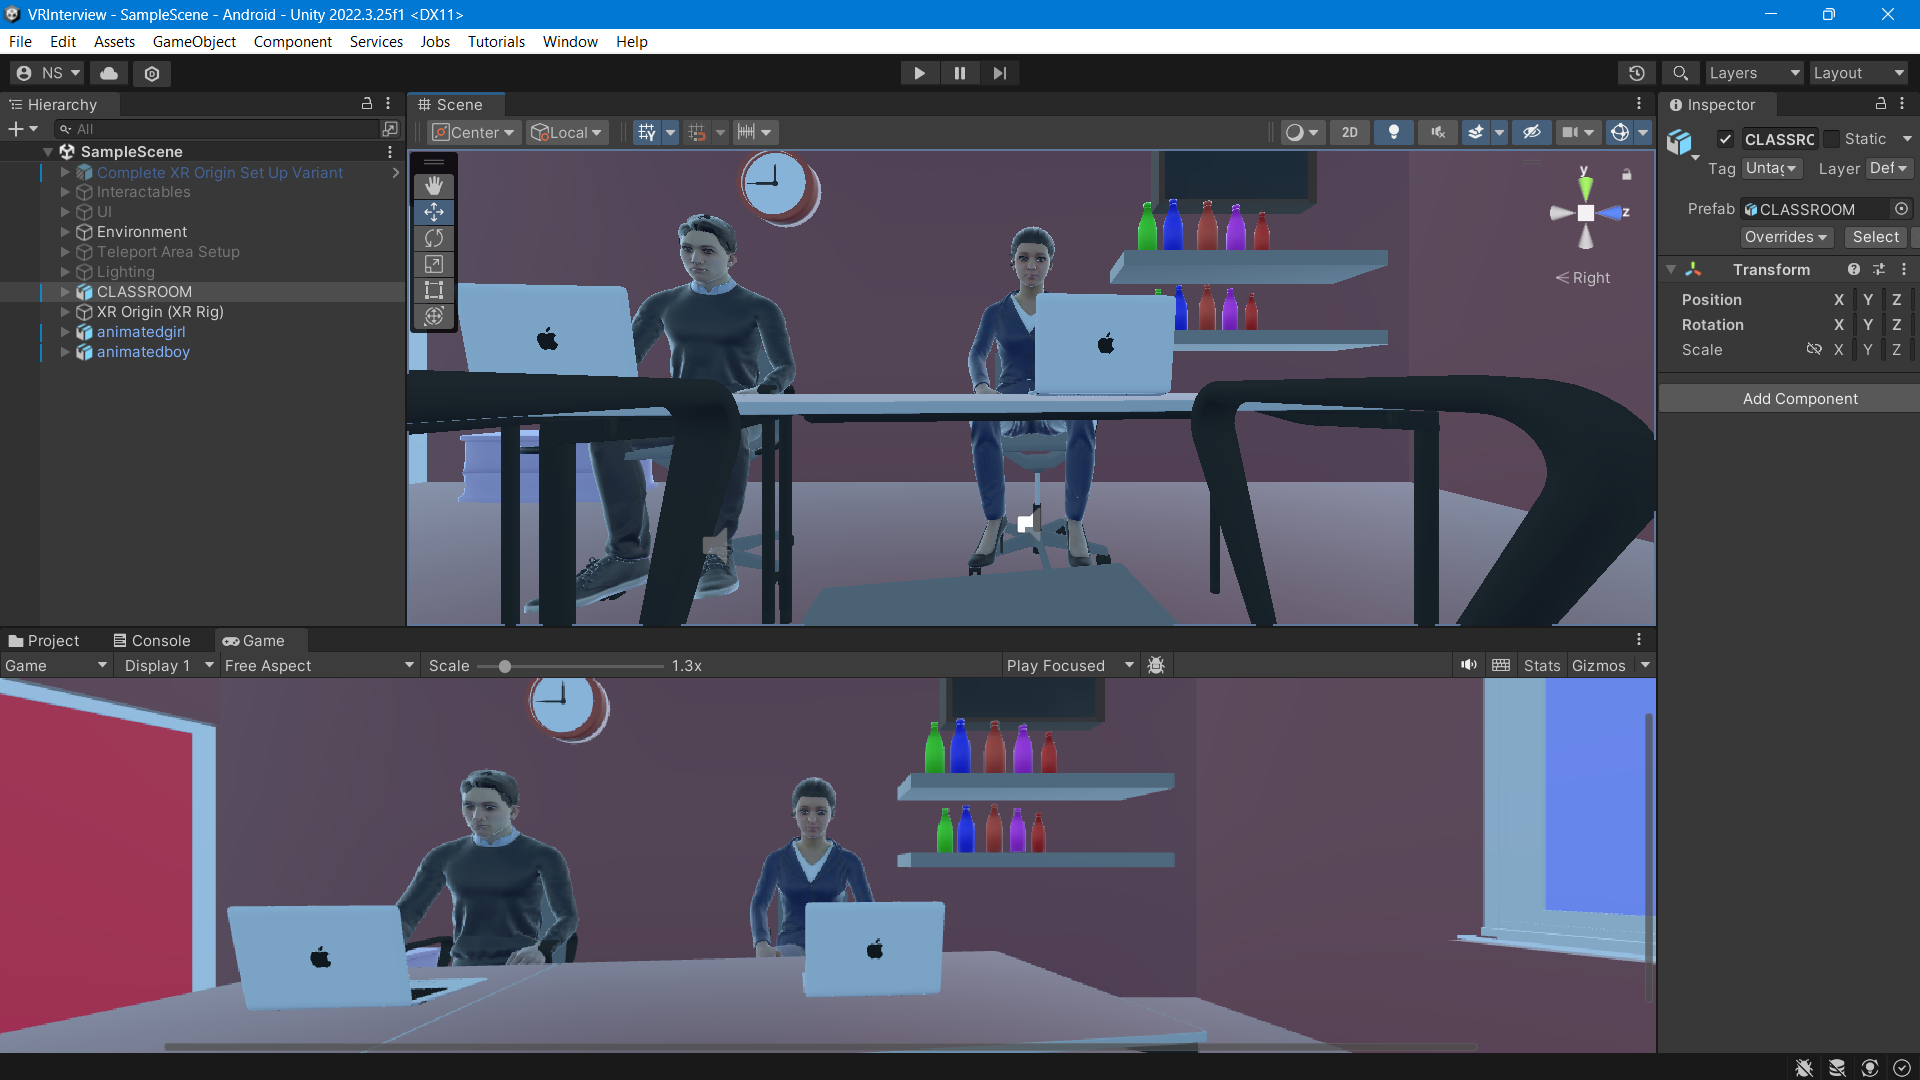 VRInterview - SampleScene - Android - Unity 2022.3.25f1 <DX11>
File Edit Assets GameObject Component Services Jobs Tutorials Window Help
NS Layers Layout
Hierarchy
All
SampleScene
Complete XR Origin Set Up Variant
Interactables
UI
Environment
Teleport Area Setup
Lighting
CLASSROOM
XR Origin (XR Rig)
animatedgirl
animatedboy
Scene
Center Local 2D
y
z
Right
Inspector
CLASSRC Static
Tag Untag Layer Def
Prefab CLASSROOM
Overrides Select
Transform
Position X Y Z
Rotation X Y Z
Scale X Y Z
Add Component
Project Console Game
Game Display 1 Free Aspect Scale 1.3x Play Focused Stats Gizmos